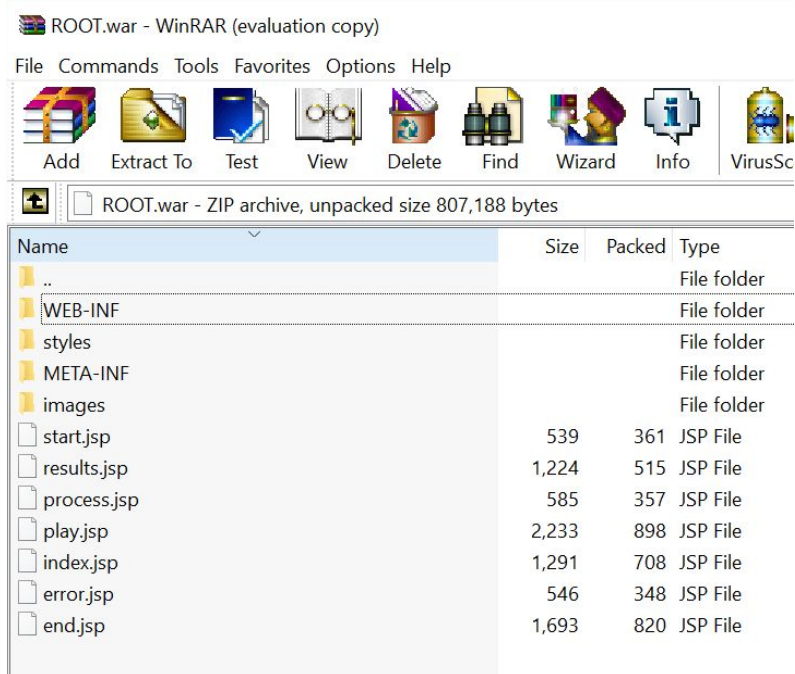 ROOT.war - WinRAR (evaluation copy)
File Commands Tools Favorites Options Help
Add Extract To Test View Delete Find Wizard Info VirusSc
ROOT.war - ZIP archive, unpacked size 807,188 bytes
Name Size Packed Type
.. File folder
WEB-INF File folder
styles File folder
META-INF File folder
images File folder
start.jsp 539 361 JSP File
results.jsp 1,224 515 JSP File
process.jsp 585 357 JSP File
play.jsp 2,233 898 JSP File
index.jsp 1,291 708 JSP File
error.jsp 546 348 JSP File
end.jsp 1,693 820 JSP File